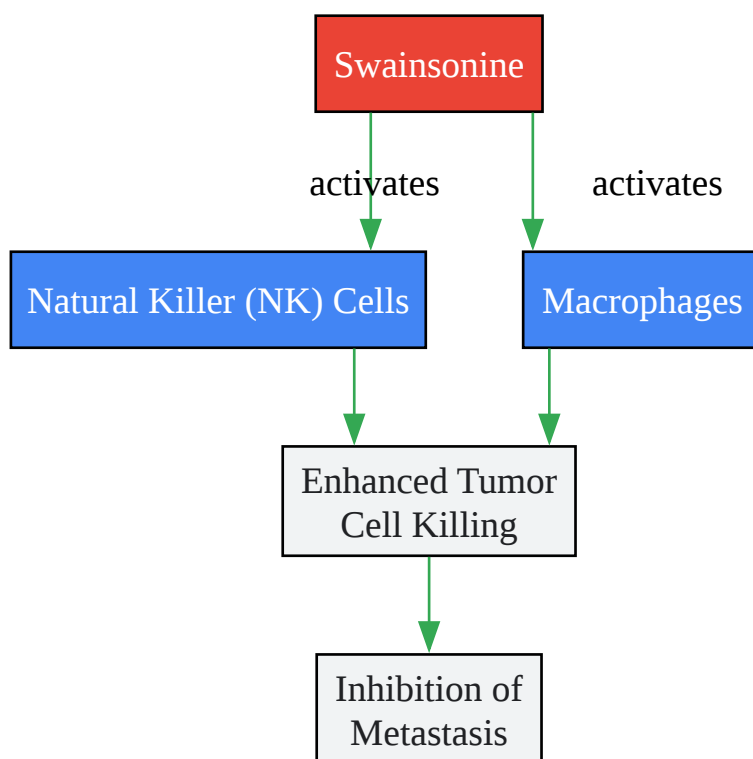 Swainsonine
activates
activates
Natural Killer (NK) Cells
Macrophages
Enhanced Tumor
Cell Killing
Inhibition of
Metastasis